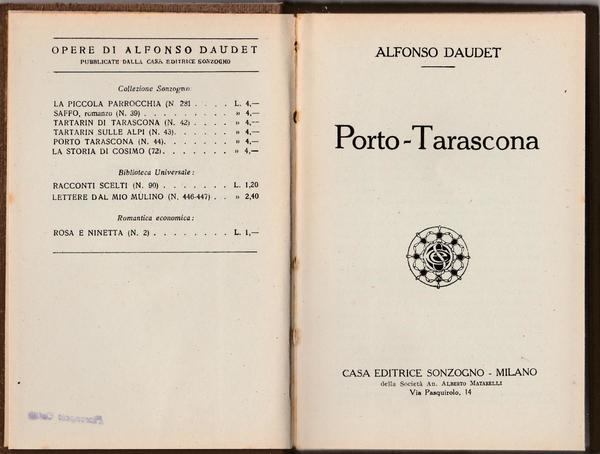 OPERE DI ALFONSO DAUDET
PUBBLICATE DALLA CASA EDITRICE SONZOGNO
Collezione Sonzogno:
LA PICCOLA PARROCCHIA (N 281 . . . . L. 4,—
SAFFO, romanzo (N. 39) . . . . . . . . . » 4,—
TARTARIN DI TARASCONA (N. 42) . . . . » 4,—
TARTARIN SULLE ALPI (N. 43). . . . . . . » 4,—
PORTO TARASCONA (N. 44). . . . . . . . » 4,—
LA STORIA DI COSIMO (72). . . . . . . . » 4,—
Biblioteca Universale:
RACCONTI SCELTI (N. 90) . . . . . . . L. 1,20
LETTERE DAL MIO MULINO (N. 446-447) . . » 2,40
Romantica economica:
ROSA E NINETTA (N. 2) . . . . . . . . L. 1,—
ALFONSO DAUDET
Porto-Tarascona
CASA EDITRICE SONZOGNO - MILANO
della Società An. ALBERTO MATARELLI
Via Pasquirolo, 14